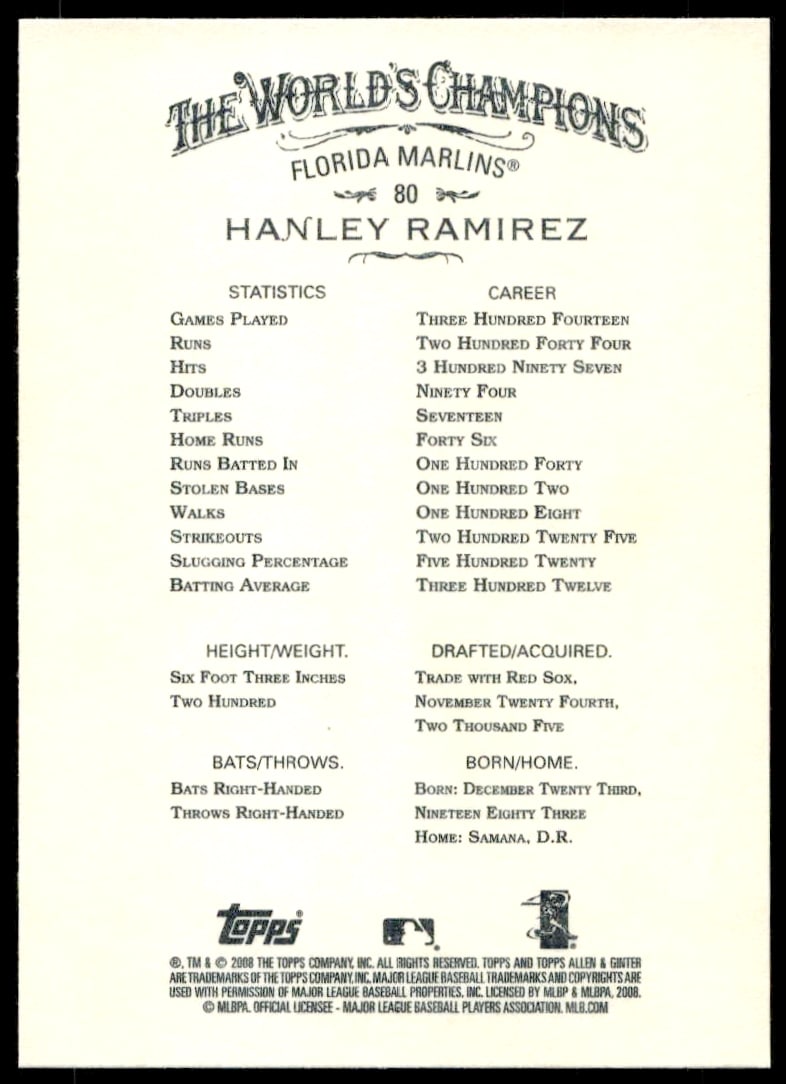 THE WORLD'S CHAMPIONS
FLORIDA MARLINS®
80
HANLEY RAMIREZ
STATISTICS CAREER
GAMES PLAYED THREE HUNDRED FOURTEEN
RUNS TWO HUNDRED FORTY FOUR
HITS 3 HUNDRED NINETY SEVEN
DOUBLES NINETY FOUR
TRIPLES SEVENTEEN
HOME RUNS FORTY SIX
RUNS BATTED IN ONE HUNDRED FORTY
STOLEN BASES ONE HUNDRED TWO
WALKS ONE HUNDRED EIGHT
STRIKEOUTS TWO HUNDRED TWENTY FIVE
SLUGGING PERCENTAGE FIVE HUNDRED TWENTY
BATTING AVERAGE THREE HUNDRED TWELVE
HEIGHT/WEIGHT.
SIX FOOT THREE INCHES
TWO HUNDRED
DRAFTED/ACQUIRED.
TRADE WITH RED SOX,
NOVEMBER TWENTY FOURTH,
TWO THOUSAND FIVE
BATS/THROWS.
BATS RIGHT-HANDED
THROWS RIGHT-HANDED
BORN/HOME.
BORN: DECEMBER TWENTY THIRD,
NINETEEN EIGHTY THREE
HOME: SAMANA, D.R.
Topps®
®, TM & © 2008 THE TOPPS COMPANY, INC. ALL RIGHTS RESERVED. TOPPS AND TOPPS ALLEN & GINTER
ARE TRADEMARKS OF THE TOPPS COMPANY, INC. MAJOR LEAGUE BASEBALL TRADEMARKS AND COPYRIGHTS ARE
USED WITH PERMISSION OF MAJOR LEAGUE BASEBALL PROPERTIES, INC. LICENSED BY MLBP & MLBPA, 2008.
© MLBPA. OFFICIAL LICENSEE - MAJOR LEAGUE BASEBALL PLAYERS ASSOCIATION. MLB.COM